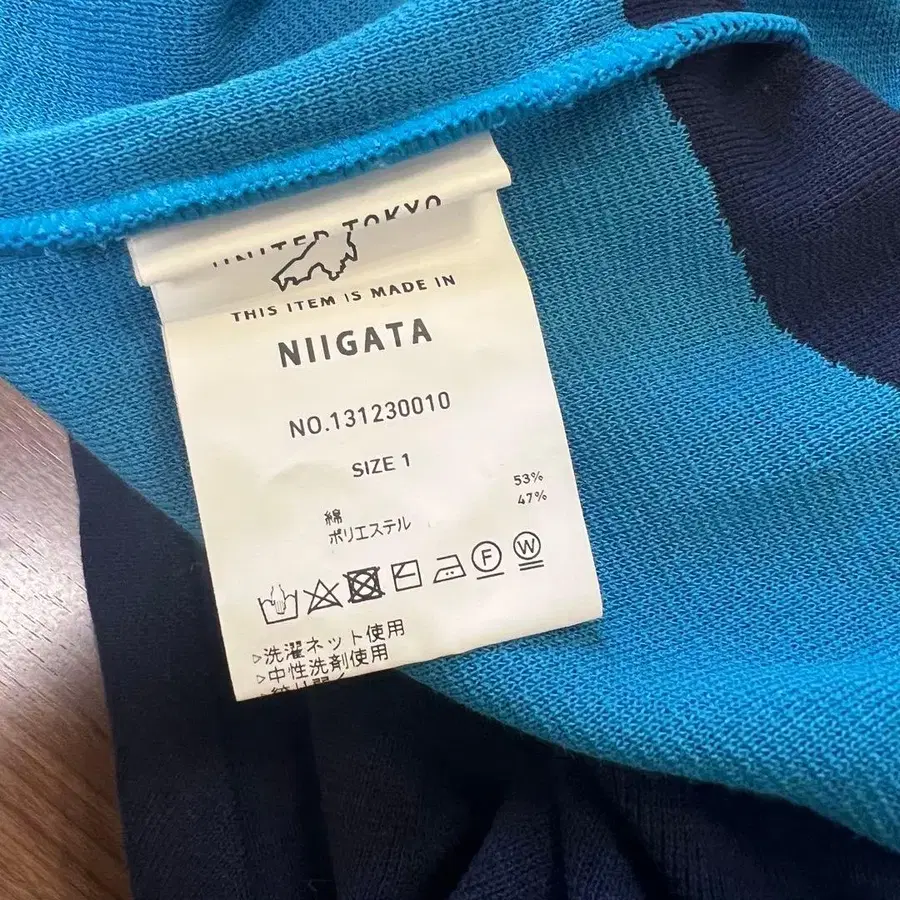 UNITED TOKYO
THIS ITEM IS MADE IN
NIIGATA
NO.131230010
SIZE 1
綿 53%
ポリエステル 47%
F W
▷洗濯ネット使用
▷中性洗剤使用